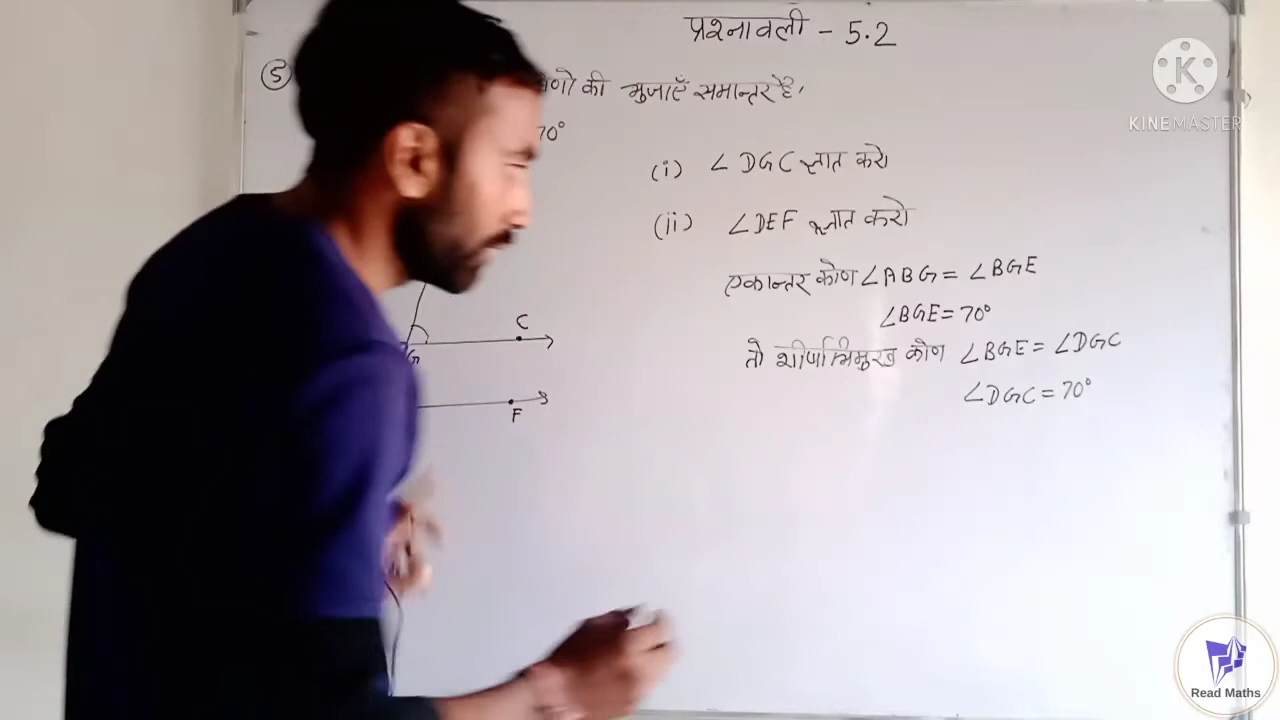 प्रश्नावली - 5.2
5 की भुजाएँ समान्तर है,
70°
(i) ∠DGC ज्ञात करो
(ii) ∠DEF ज्ञात करो
एकान्तर कोण ∠ABG = ∠BGE
∠BGE = 70°
तो शीर्षाभिमुख कोण ∠BGE = ∠DGC
∠DGC = 70°
C
G
F
K
KINEMASTER
Read Maths